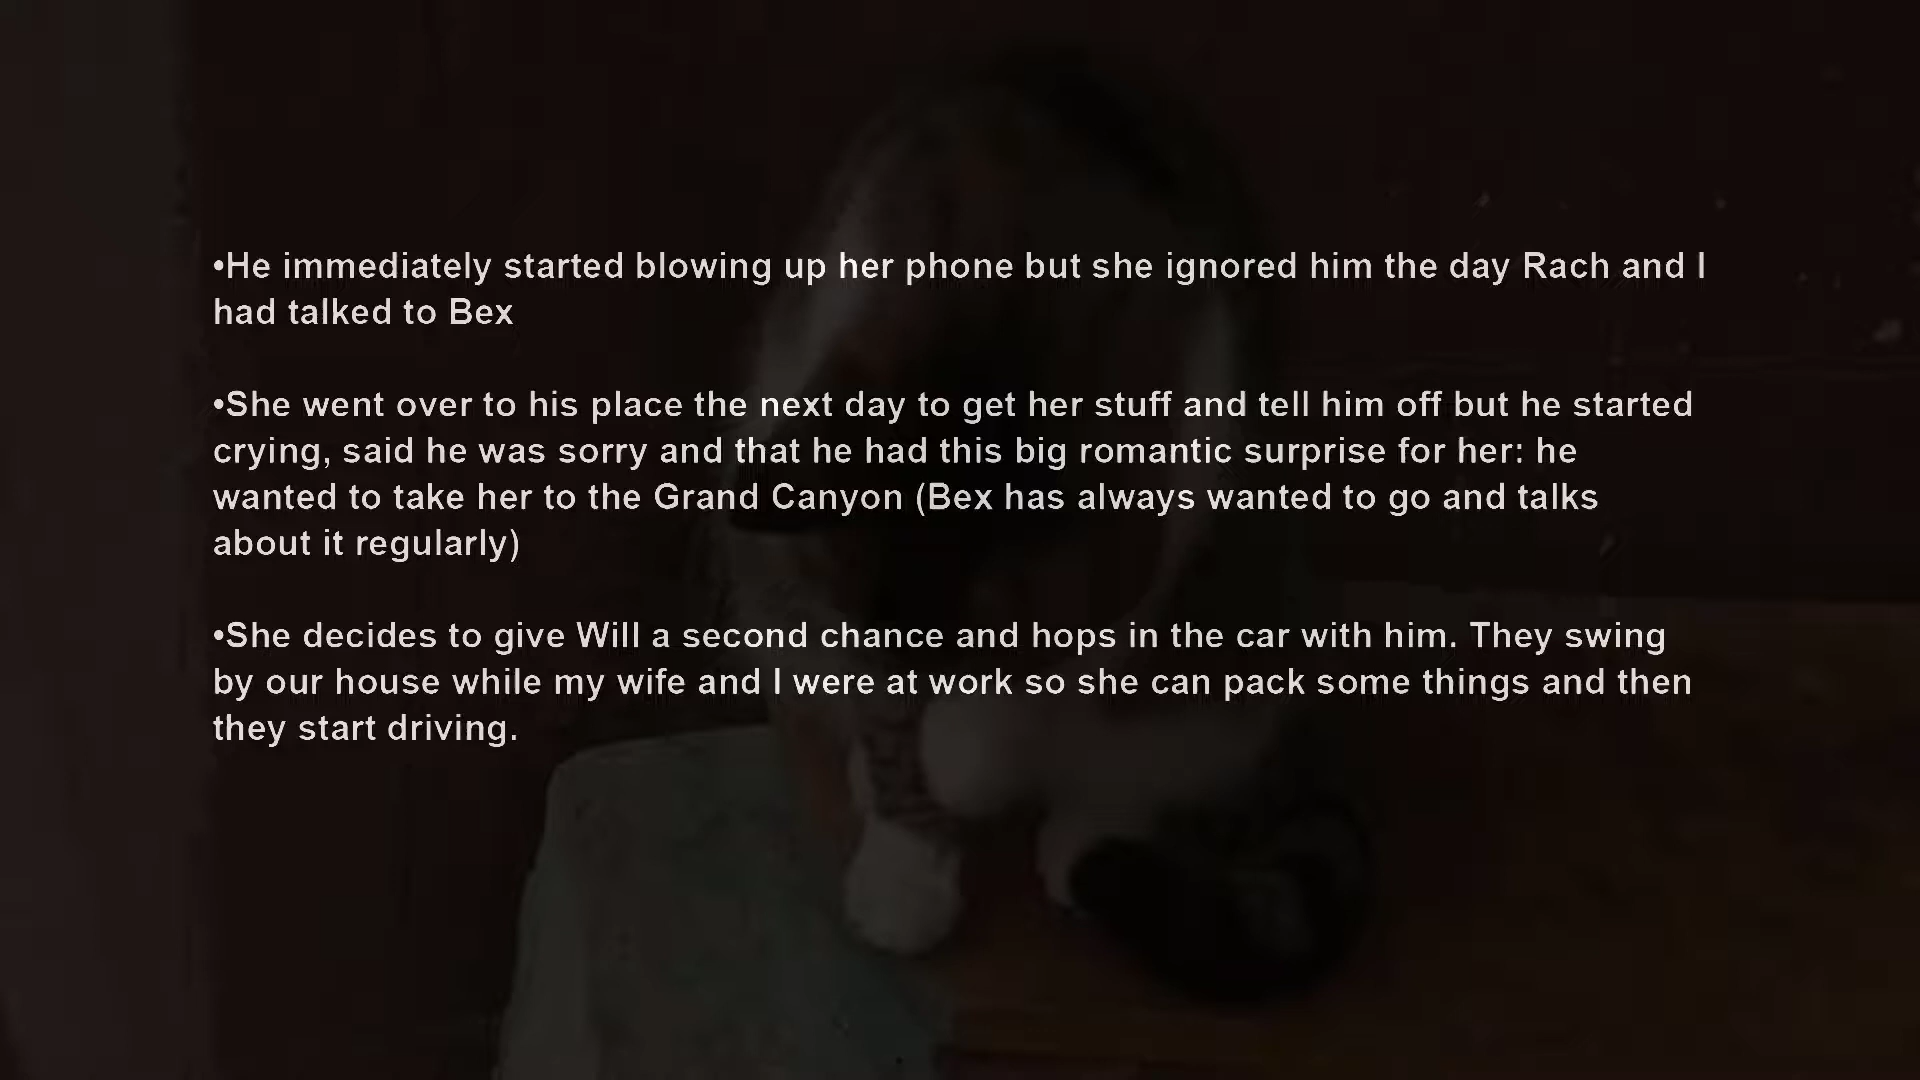 •He immediately started blowing up her phone but she ignored him the day Rach and I
had talked to Bex
•She went over to his place the next day to get her stuff and tell him off but he started
crying, said he was sorry and that he had this big romantic surprise for her: he
wanted to take her to the Grand Canyon (Bex has always wanted to go and talks
about it regularly)
•She decides to give Will a second chance and hops in the car with him. They swing
by our house while my wife and I were at work so she can pack some things and then
they start driving.